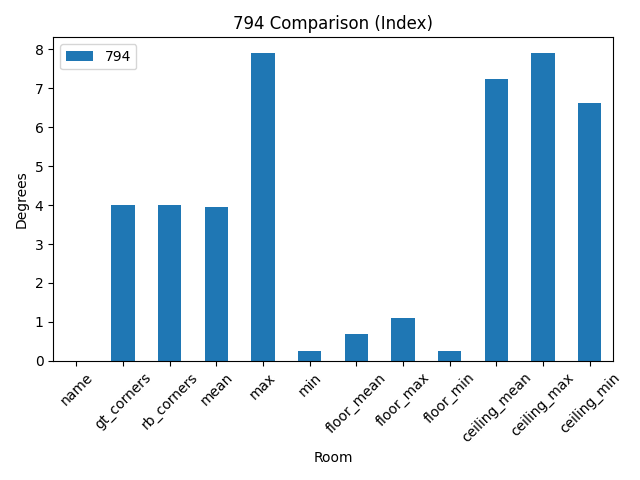 794 Comparison (Index)
794
Degrees
8
7
6
5
4
3
2
1
0
name
gt_corners
rb_corners
mean
max
min
floor_mean
floor_max
floor_min
ceiling_mean
ceiling_max
ceiling_min
Room